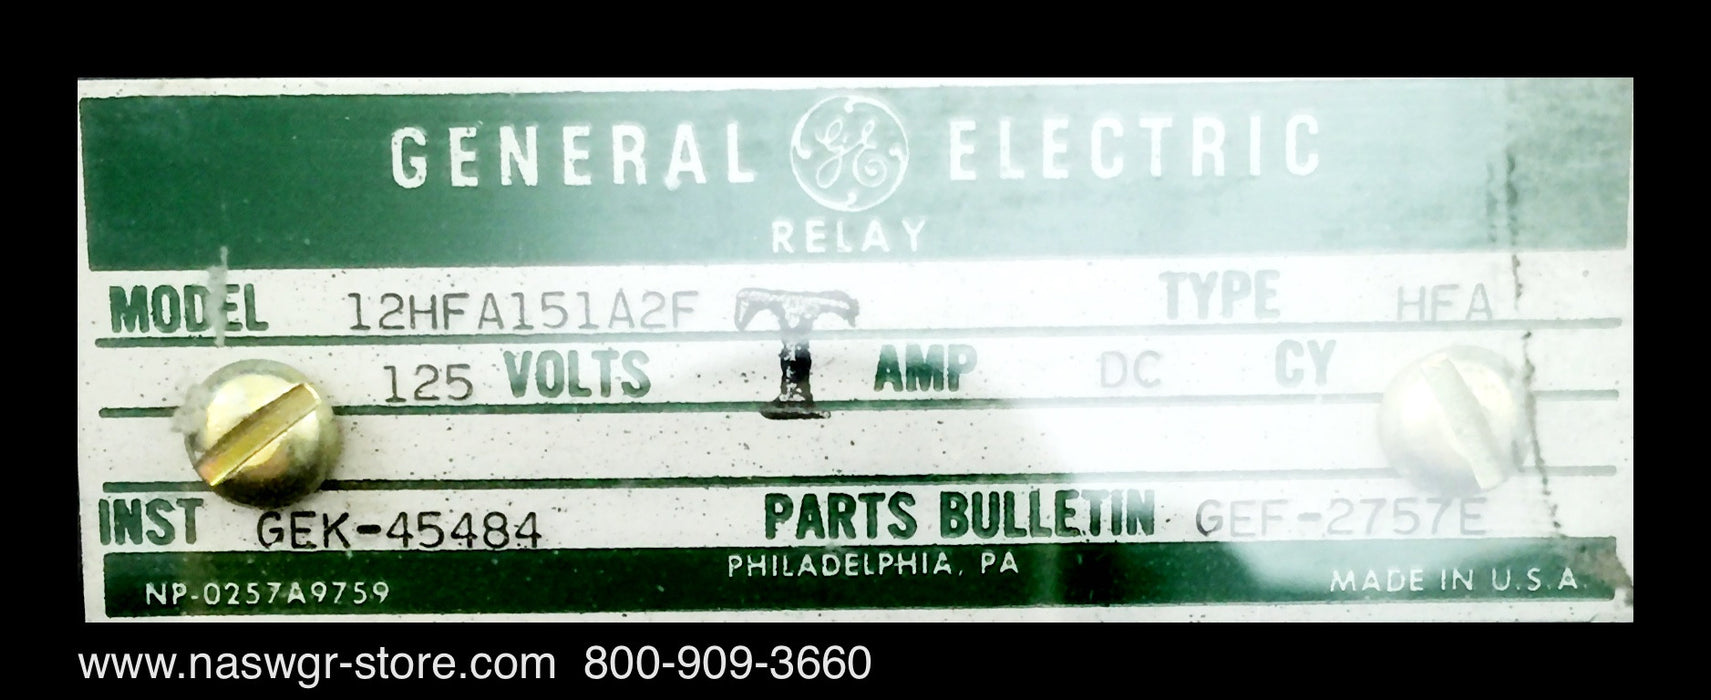 GENERAL GE ELECTRIC
RELAY
MODEL 12HFA151A2F TYPE HFA
125 VOLTS T AMP DC CY
INST GEK-45484 PARTS BULLETIN GEF-2757E
PHILADELPHIA, PA
NP-0257A9759 MADE IN U.S.A.
www.naswgr-store.com 800-909-3660